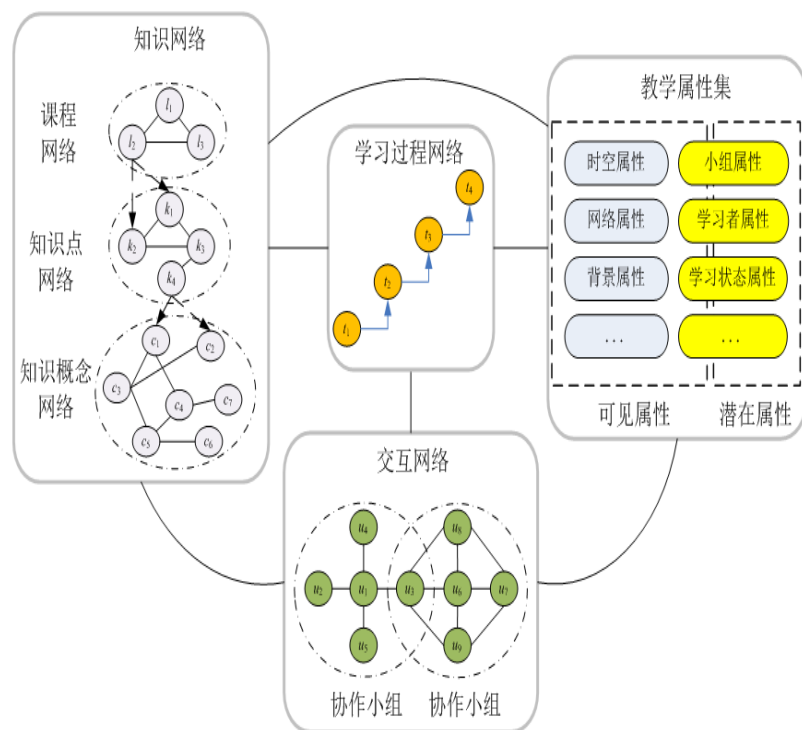 知识网络
课程
网络
l1
l2
l3
知识点
网络
k1
k2
k3
k4
知识概念
网络
c1
c2
c3
c4
c7
c5
c6
学习过程网络
t4
t3
t2
t1
教学属性集
时空属性
小组属性
网络属性
学习者属性
背景属性
学习状态属性
...
...
可见属性
潜在属性
交互网络
u4
u8
u2
u1
u3
u6
u7
u5
u9
协作小组
协作小组